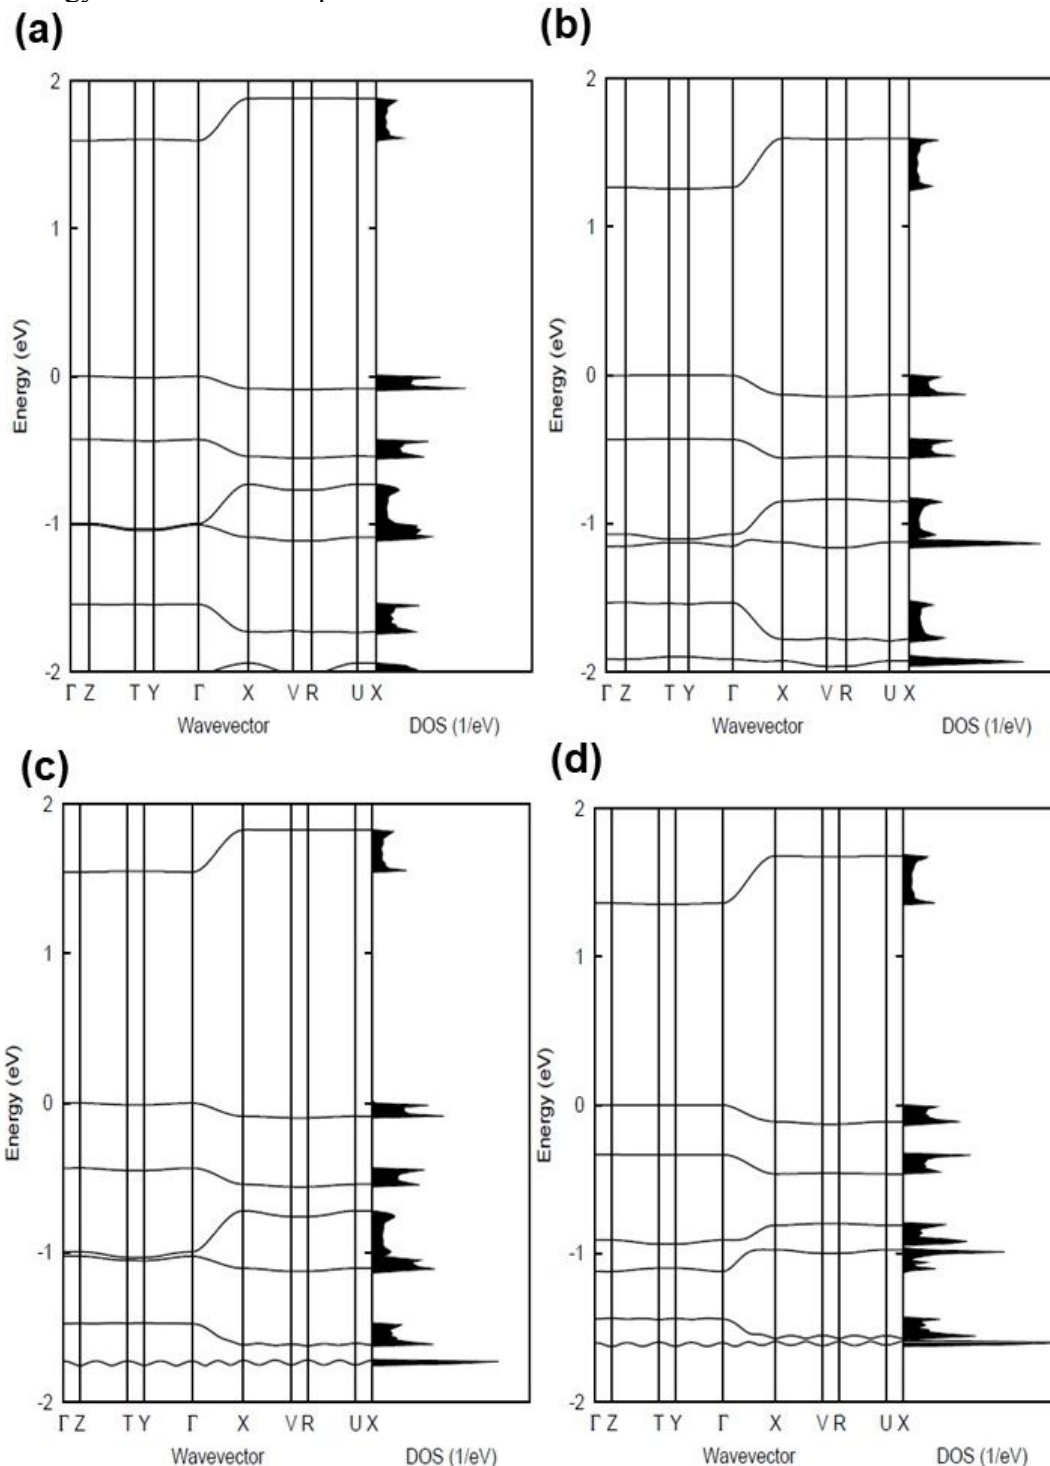 (a)
(b)
2
1
0
-1
-2
Energy (eV)
Γ Z T Y Γ X V R U X
Wavevector
DOS (1/eV)
2
1
0
-1
-2
Energy (eV)
Γ Z T Y Γ X V R U X
Wavevector
DOS (1/eV)
(c)
(d)
2
1
0
-1
-2
Energy (eV)
Γ Z T Y Γ X V R U X
Wavevector
DOS (1/eV)
2
1
0
-1
-2
Energy (eV)
Γ Z T Y Γ X V R U X
Wavevector
DOS (1/eV)